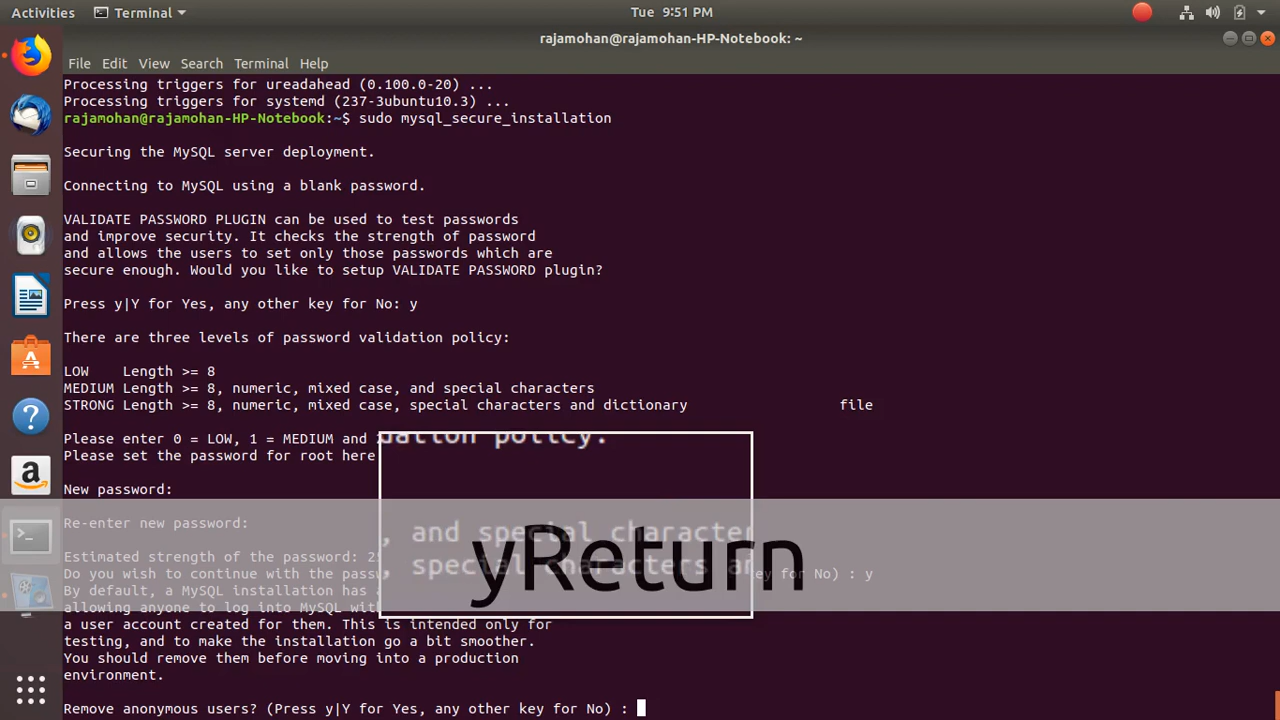 Activities Terminal Tue 9:51 PM
rajamohan@rajamohan-HP-Notebook: ~
File Edit View Search Terminal Help
Processing triggers for ureadahead (0.100.0-20) ...
Processing triggers for systemd (237-3ubuntu10.3) ...
rajamohan@rajamohan-HP-Notebook:~$ sudo mysql_secure_installation
Securing the MySQL server deployment.
Connecting to MySQL using a blank password.
VALIDATE PASSWORD PLUGIN can be used to test passwords
and improve security. It checks the strength of password
and allows the users to set only those passwords which are
secure enough. Would you like to setup VALIDATE PASSWORD plugin?
Press y|Y for Yes, any other key for No: y
There are three levels of password validation policy:
LOW    Length >= 8
MEDIUM Length >= 8, numeric, mixed case, and special characters
STRONG Length >= 8, numeric, mixed case, special characters and dictionary                  file
Please enter 0 = LOW, 1 = MEDIUM and
Please set the password for root here
policy.
New password:
, and special
, special characters
Re-enter new password:
yReturn
Estimated strength of the password:
Do you wish to continue with the ey for No) : y
By default, a MySQL installation has
allowing anyone to log into MySQL
a user account created for them. This is intended only for
testing, and to make the installation go a bit smoother.
You should remove them before moving into a production
environment.
Remove anonymous users? (Press y|Y for Yes, any other key for No) :